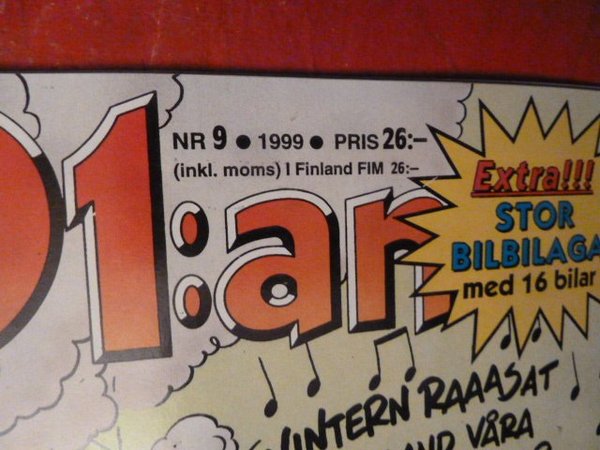 NR 9 ● 1999 ● PRIS 26:–
(inkl. moms) I Finland FIM 26:–
1:an
Extra!!!
STOR
BILBILAGA
med 16 bilar
VINTERN RAAASAT
VÅRA